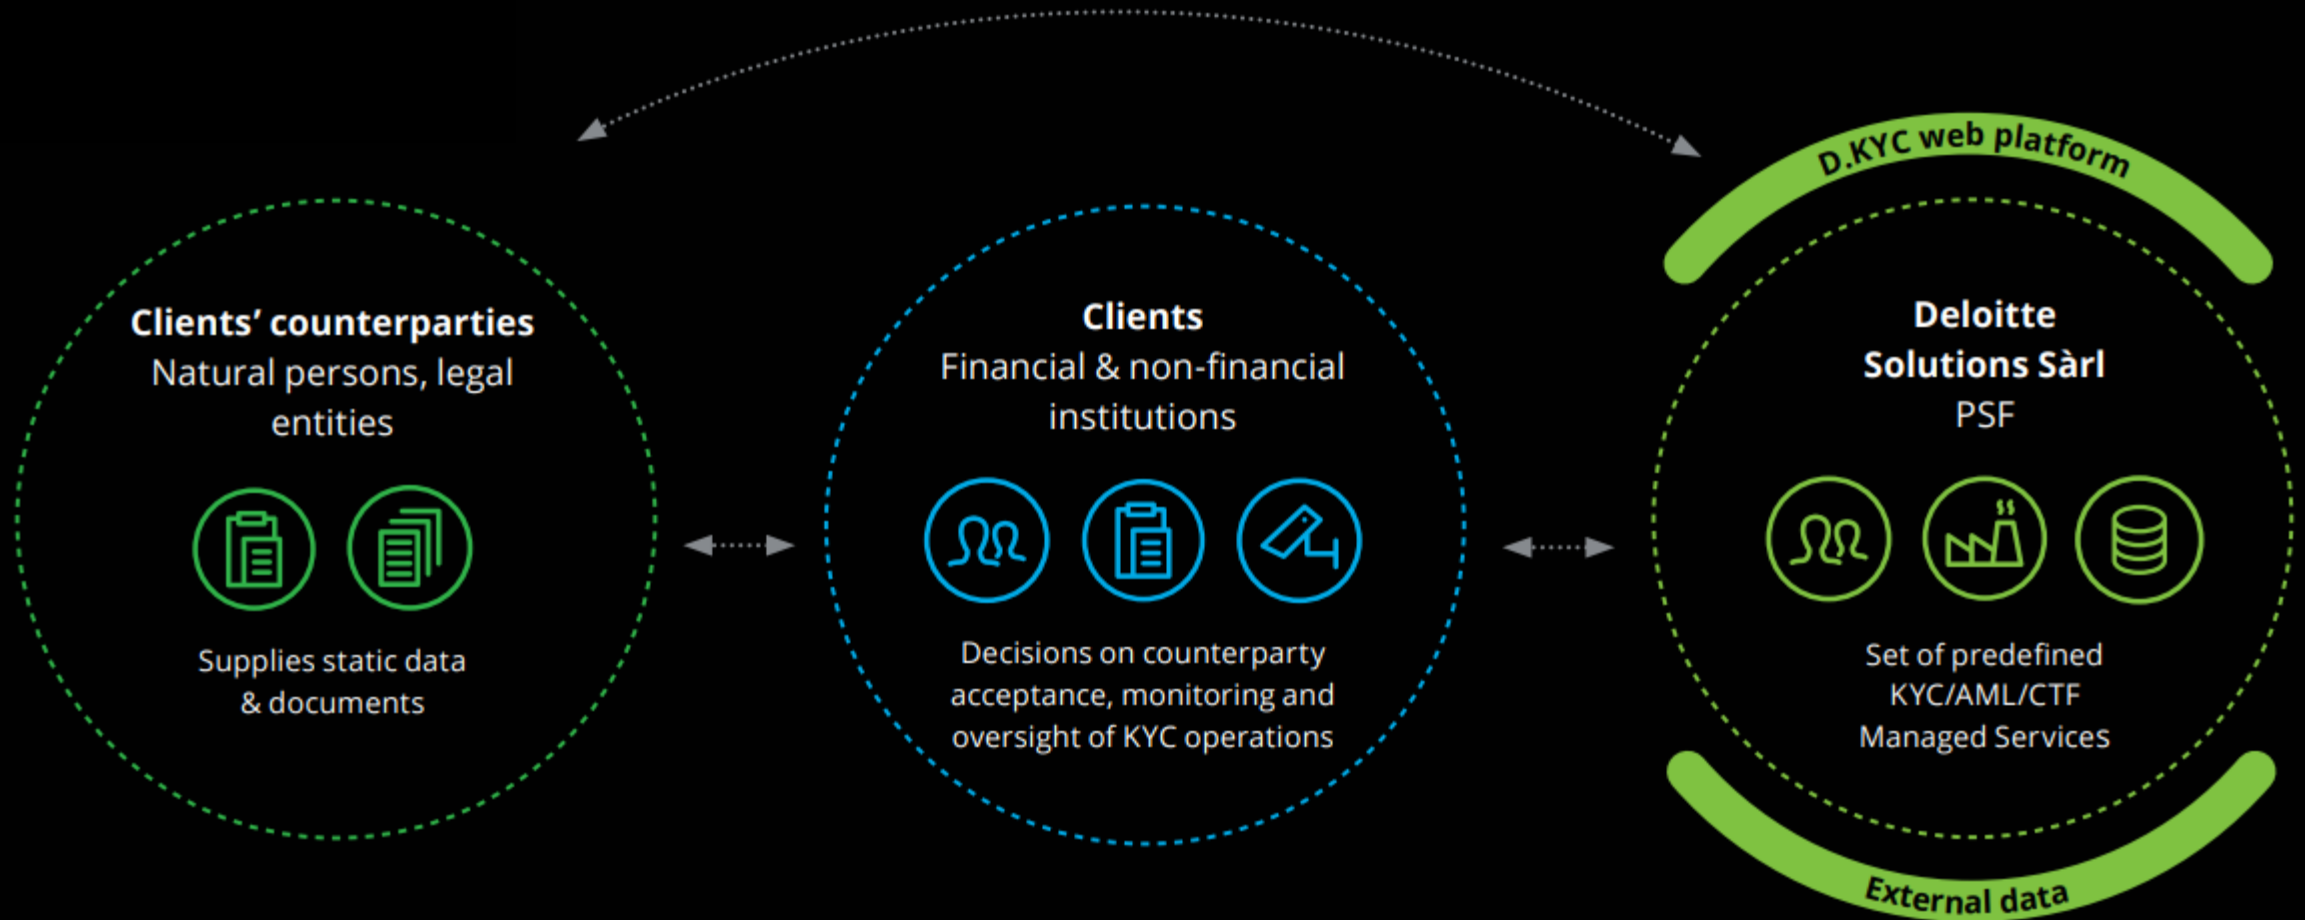 D.KYC web platform
Clients’ counterparties
Natural persons, legal
entities
Supplies static data
& documents
Clients
Financial & non-financial
institutions
Decisions on counterparty
acceptance, monitoring and
oversight of KYC operations
Deloitte
Solutions Sàrl
PSF
Set of predefined
KYC/AML/CTF
Managed Services
External data